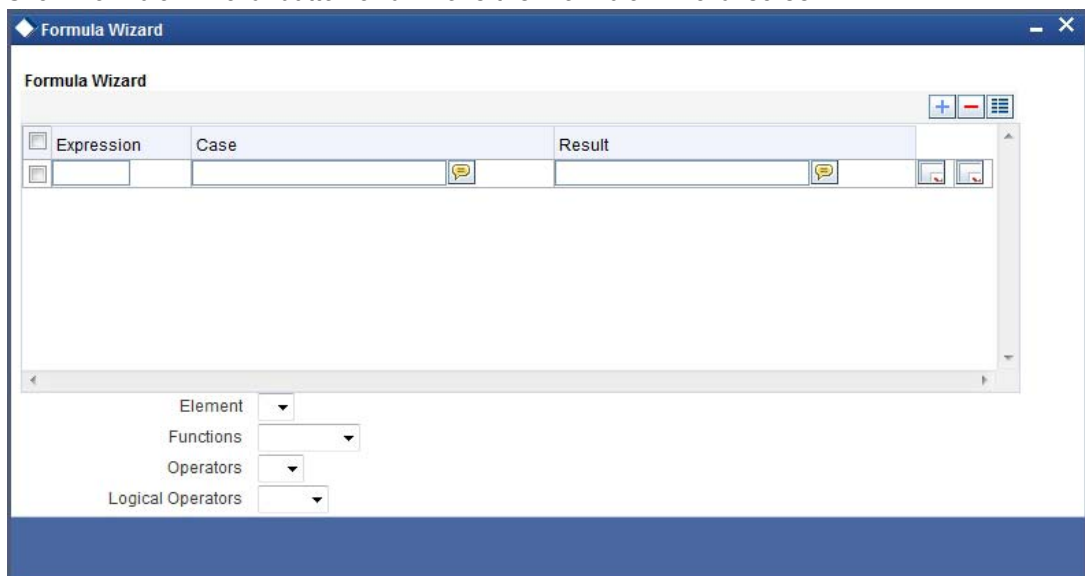 Formula Wizard
Formula Wizard
Expression Case Result
Element
Functions
Operators
Logical Operators